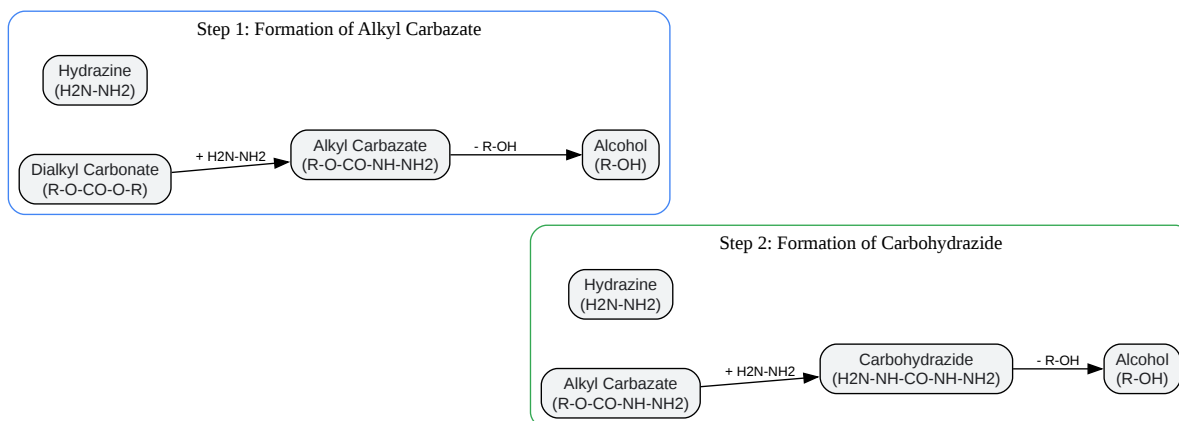 Step 1: Formation of Alkyl Carbazate
Hydrazine
(H2N-NH2)
Dialkyl Carbonate
(R-O-CO-O-R)
+ H2N-NH2
Alkyl Carbazate
(R-O-CO-NH-NH2)
- R-OH
Alcohol
(R-OH)
Step 2: Formation of Carbohydrazide
Hydrazine
(H2N-NH2)
Alkyl Carbazate
(R-O-CO-NH-NH2)
+ H2N-NH2
Carbohydrazide
(H2N-NH-CO-NH-NH2)
- R-OH
Alcohol
(R-OH)